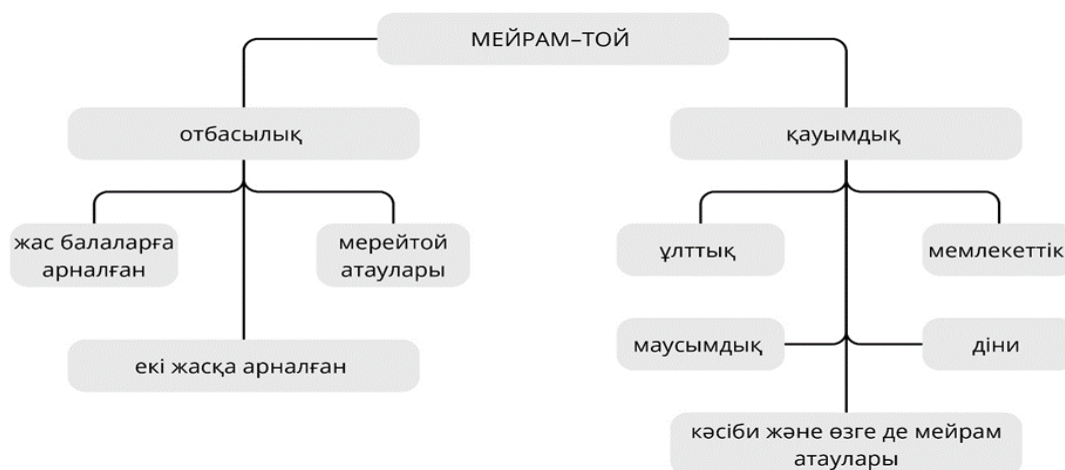 МЕЙРАМ–ТОЙ
отбасылық
қауымдық
жас балаларға
арналған
мерейтой
атаулары
ұлттық
мемлекеттік
екі жасқа арналған
маусымдық
діни
кәсіби және өзге де мейрам
атаулары